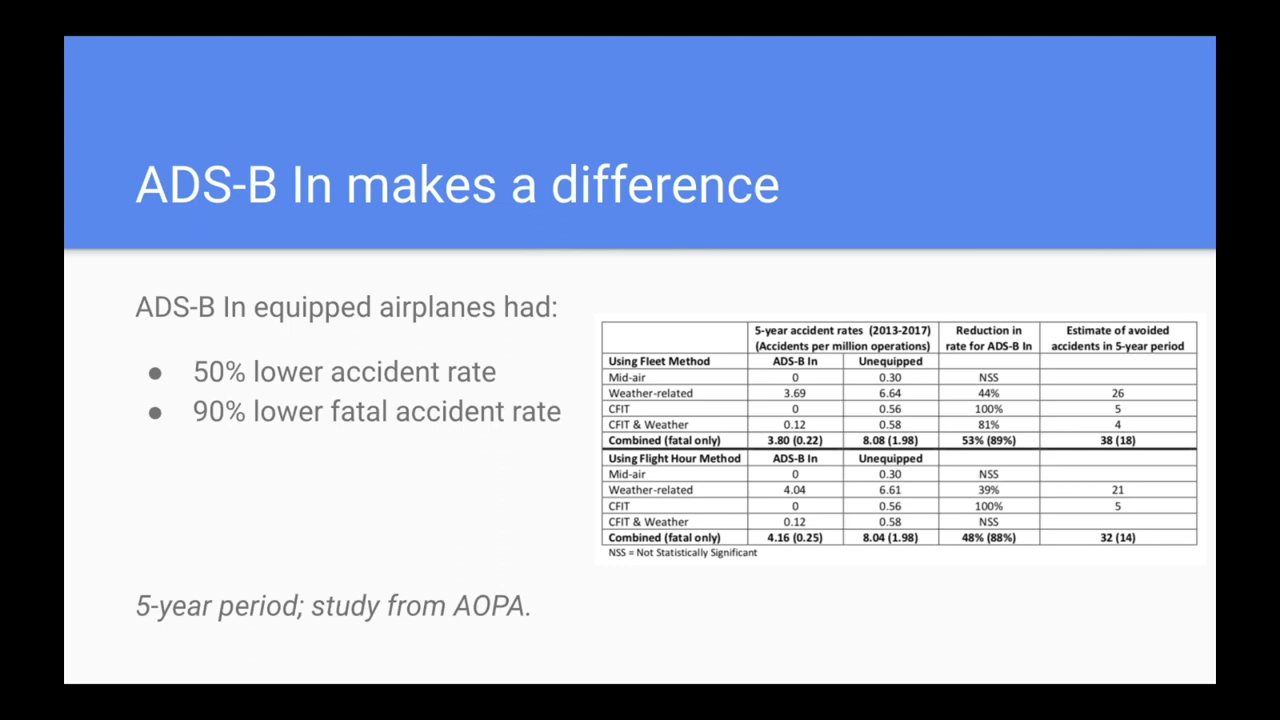 ADS-B In makes a difference
ADS-B In equipped airplanes had:
● 50% lower accident rate
● 90% lower fatal accident rate
5-year accident rates (2013-2017) Reduction in Estimate of avoided
(Accidents per million operations) rate for ADS-B In accidents in 5-year period
Using Fleet Method ADS-B In Unequipped
Mid-air 0 0.30 NSS
Weather-related 3.69 6.64 44% 26
CFIT 0 0.56 100% 5
CFIT & Weather 0.12 0.58 81% 4
Combined (fatal only) 3.80 (0.22) 8.08 (1.98) 53% (89%) 38 (18)
Using Flight Hour Method ADS-B In Unequipped
Mid-air 0 0.30 NSS
Weather-related 4.04 6.61 39% 21
CFIT 0 0.56 100% 5
CFIT & Weather 0.12 0.58 NSS
Combined (fatal only) 4.16 (0.25) 8.04 (1.98) 48% (88%) 32 (14)
NSS = Not Statistically Significant
5-year period; study from AOPA.